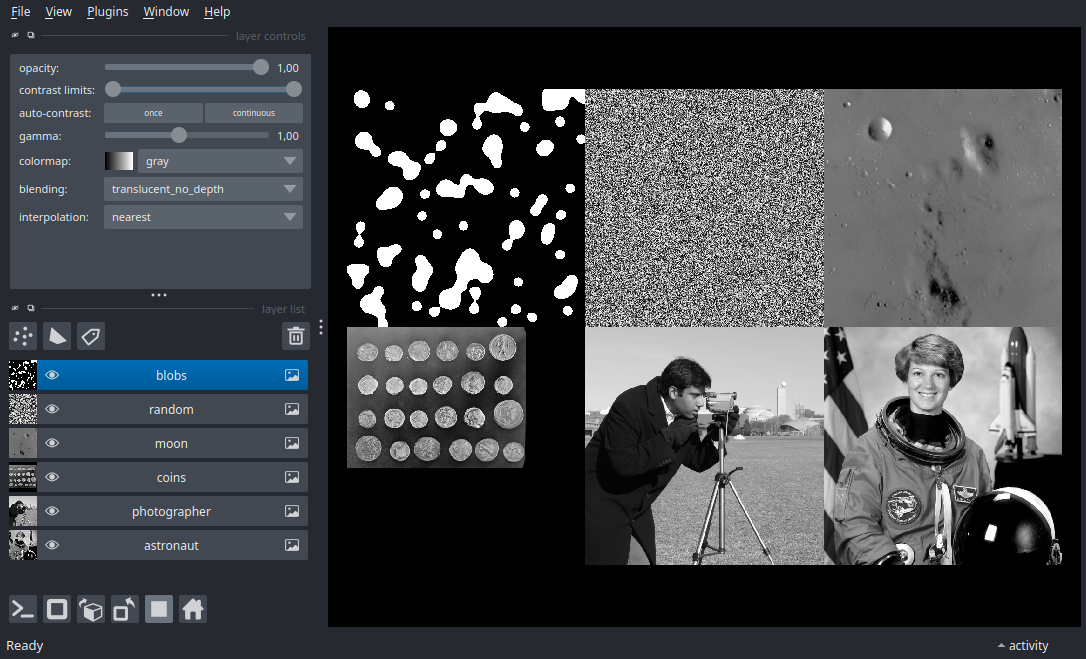 File View Plugins Window Help
layer controls
opacity: 1,00
contrast limits:
auto-contrast: once continuous
gamma: 1,00
colormap: gray
blending: translucent_no_depth
interpolation: nearest
layer list
blobs
random
moon
coins
photographer
astronaut
Ready activity